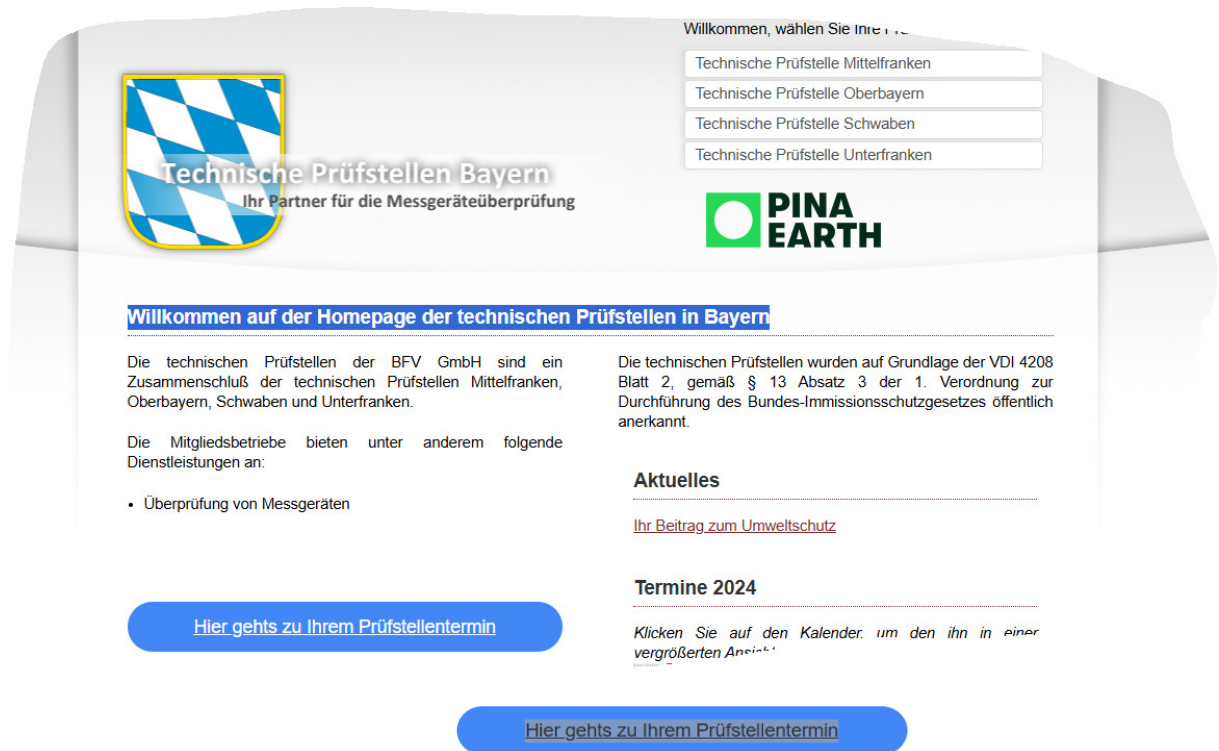 Willkommen, wählen Sie Ihre
Technische Prüfstelle Mittelfranken
Technische Prüfstelle Oberbayern
Technische Prüfstelle Schwaben
Technische Prüfstelle Unterfranken
Technische Prüfstellen Bayern
Ihr Partner für die Messgeräteüberprüfung
PINA
EARTH
Willkommen auf der Homepage der technischen Prüfstellen in Bayern
Die technischen Prüfstellen der BFV GmbH sind ein
Zusammenschluß der technischen Prüfstellen Mittelfranken,
Oberbayern, Schwaben und Unterfranken.
Die Mitgliedsbetriebe bieten unter anderem folgende
Dienstleistungen an:
• Überprüfung von Messgeräten
Hier gehts zu Ihrem Prüfstellentermin
Die technischen Prüfstellen wurden auf Grundlage der VDI 4208
Blatt 2, gemäß § 13 Absatz 3 der 1. Verordnung zur
Durchführung des Bundes-Immissionsschutzgesetzes öffentlich
anerkannt.
Aktuelles
Ihr Beitrag zum Umweltschutz
Termine 2024
Klicken Sie auf den Kalender, um den ihn in einer
vergrößerten
Hier gehts zu Ihrem Prüfstellentermin